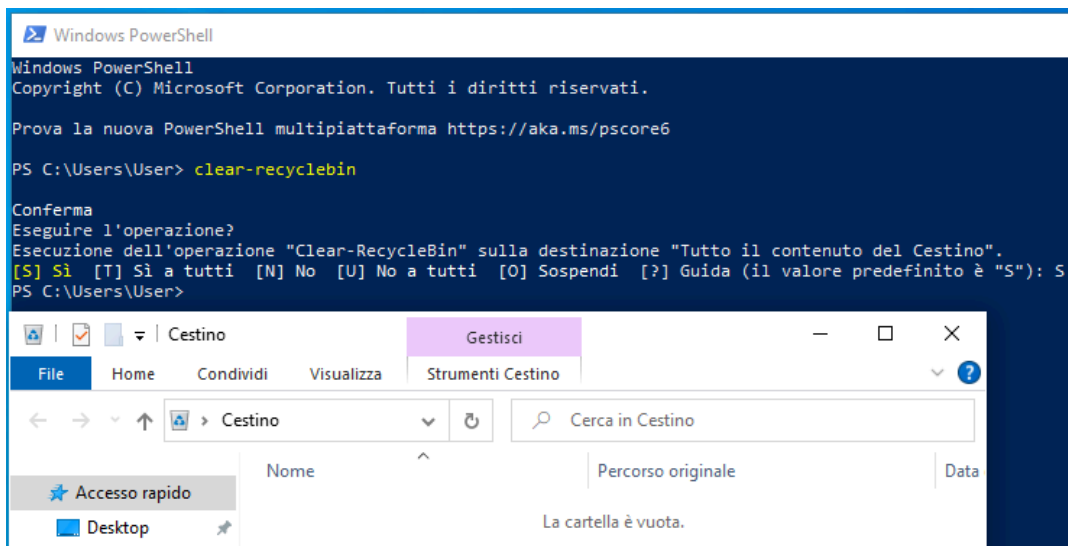 Windows PowerShell
Windows PowerShell
Copyright (C) Microsoft Corporation. Tutti i diritti riservati.
Prova la nuova PowerShell multipiattaforma https://aka.ms/pscore6
PS C:\Users\User> clear-recyclebin
Conferma
Eseguire l'operazione?
Esecuzione dell'operazione "Clear-RecycleBin" sulla destinazione "Tutto il contenuto del Cestino".
[S] Sì  [T] Sì a tutti  [N] No  [U] No a tutti  [O] Sospendi  [?] Guida (il valore predefinito è "S"): S
PS C:\Users\User>
Cestino Gestisci
File Home Condividi Visualizza Strumenti Cestino ?
Cestino Cerca in Cestino
Nome Percorso originale Data
Accesso rapido
Desktop La cartella è vuota.